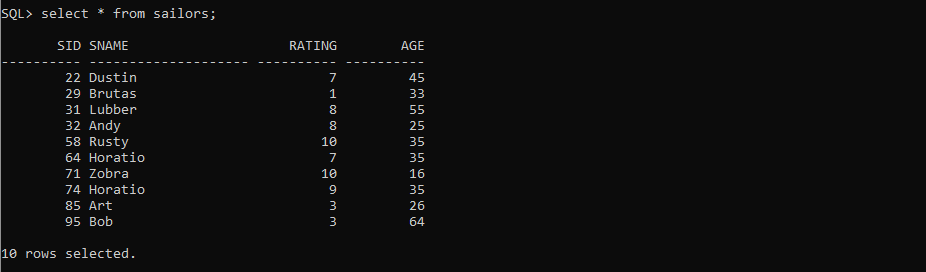 SQL> select * from sailors;
       SID SNAME                    RATING        AGE
---------- -------------------- ---------- ----------
        22 Dustin                        7         45
        29 Brutas                        1         33
        31 Lubber                        8         55
        32 Andy                          8         25
        58 Rusty                        10         35
        64 Horatio                       7         35
        71 Zobra                        10         16
        74 Horatio                       9         35
        85 Art                           3         26
        95 Bob                           3         64
10 rows selected.